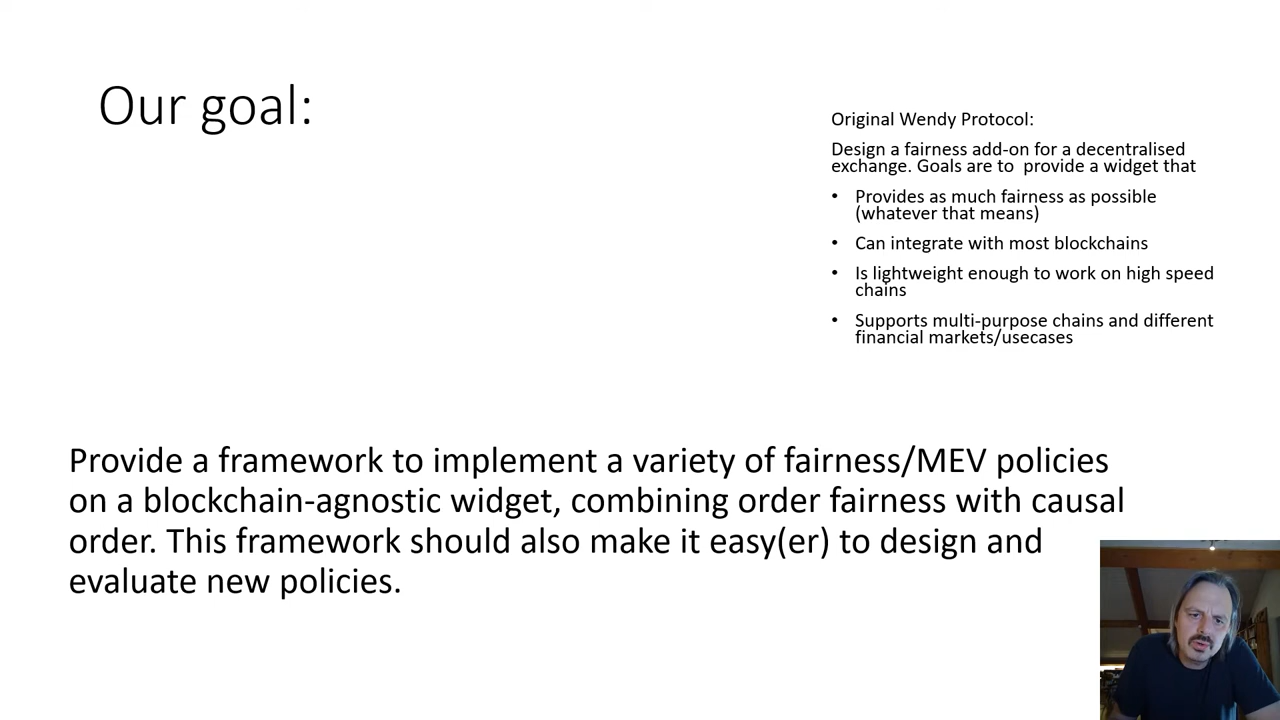 Our goal:
Original Wendy Protocol:
Design a fairness add-on for a decentralised
exchange. Goals are to  provide a widget that
• Provides as much fairness as possible
(whatever that means)
• Can integrate with most blockchains
• Is lightweight enough to work on high speed
chains
• Supports multi-purpose chains and different
financial markets/usecases
Provide a framework to implement a variety of fairness/MEV policies
on a blockchain-agnostic widget, combining order fairness with causal
order. This framework should also make it easy(er) to design and
evaluate new policies.